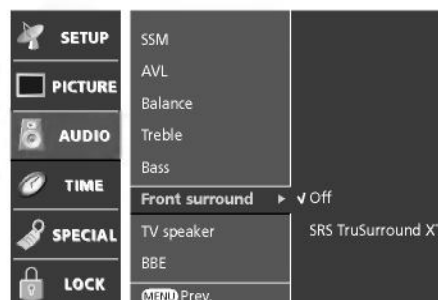 SETUP
PICTURE
AUDIO
TIME
SPECIAL
LOCK
SSM
AVL
Balance
Treble
Bass
Front surround
TV speaker
BBE
MENU Prev.
Off
SRS TruSurround XT